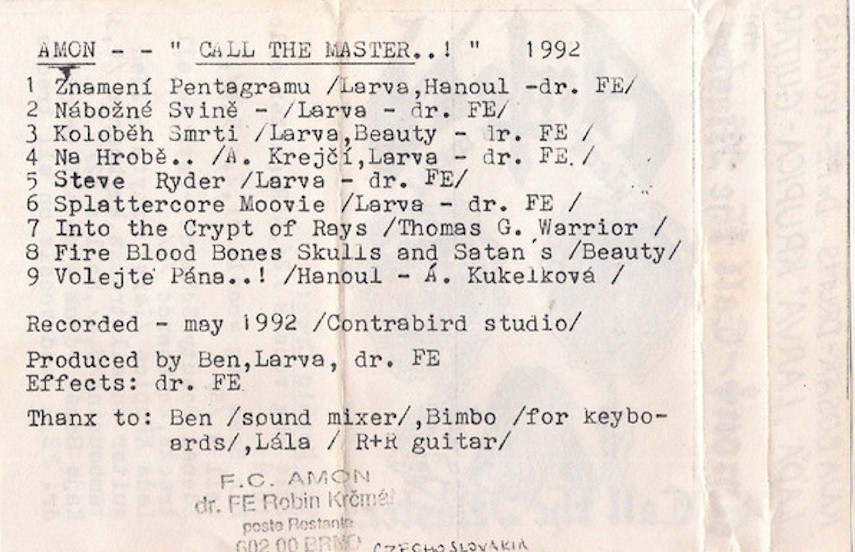 AMON - - " CALL THE MASTER..! " 1992
1 Znamení Pentagramu /Larva,Hanoul -dr. FE/
2 Nábožné Svině - /Larva - dr. FE/
3 Koloběh Smrti /Larva,Beauty - dr. FE /
4 Na Hrobě.. /A. Krejčí,Larva - dr. FE /
5 Steve Ryder /Larva - dr. FE/
6 Splattercore Moovie /Larva - dr. FE /
7 Into the Crypt of Rays /Thomas G. Warrior /
8 Fire Blood Bones Skulls and Satan´s /Beauty/
9 Volejte Pána..! /Hanoul - A. Kukelková /
Recorded - may 1992 /Contrabird studio/
Produced by Ben,Larva, dr. FE
Effects: dr. FE
Thanx to: Ben /sound mixer/,Bimbo /for keybo-
ards/,Lála / R+R guitar/
F.C. AMON
dr. FE Robin Krčmář
poste Restante
602 00 BRNO CZECHOSLOVAKIA